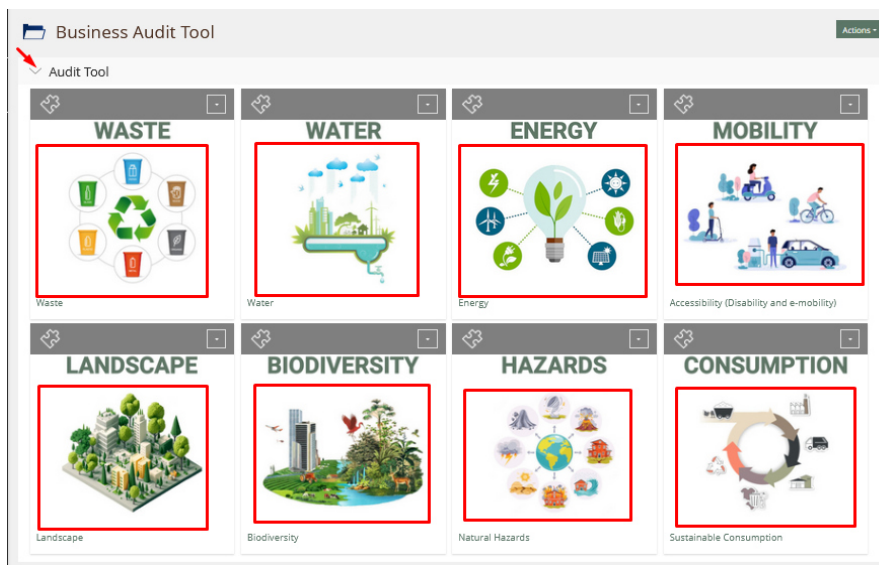 Business Audit Tool
Actions
Audit Tool
WASTE
WATER
ENERGY
MOBILITY
Waste
Water
Energy
Accessibility (Disability and e-mobility)
LANDSCAPE
BIODIVERSITY
HAZARDS
CONSUMPTION
Landscape
Biodiversity
Natural Hazards
Sustainable Consumption